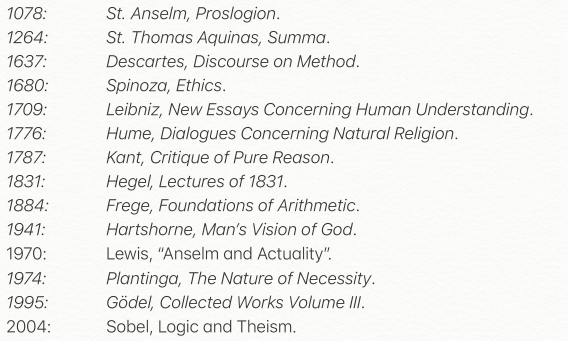 1078: St. Anselm, Proslogion.
1264: St. Thomas Aquinas, Summa.
1637: Descartes, Discourse on Method.
1680: Spinoza, Ethics.
1709: Leibniz, New Essays Concerning Human Understanding.
1776: Hume, Dialogues Concerning Natural Religion.
1787: Kant, Critique of Pure Reason.
1831: Hegel, Lectures of 1831.
1884: Frege, Foundations of Arithmetic.
1941: Hartshorne, Man’s Vision of God.
1970: Lewis, “Anselm and Actuality”.
1974: Plantinga, The Nature of Necessity.
1995: Gödel, Collected Works Volume III.
2004: Sobel, Logic and Theism.